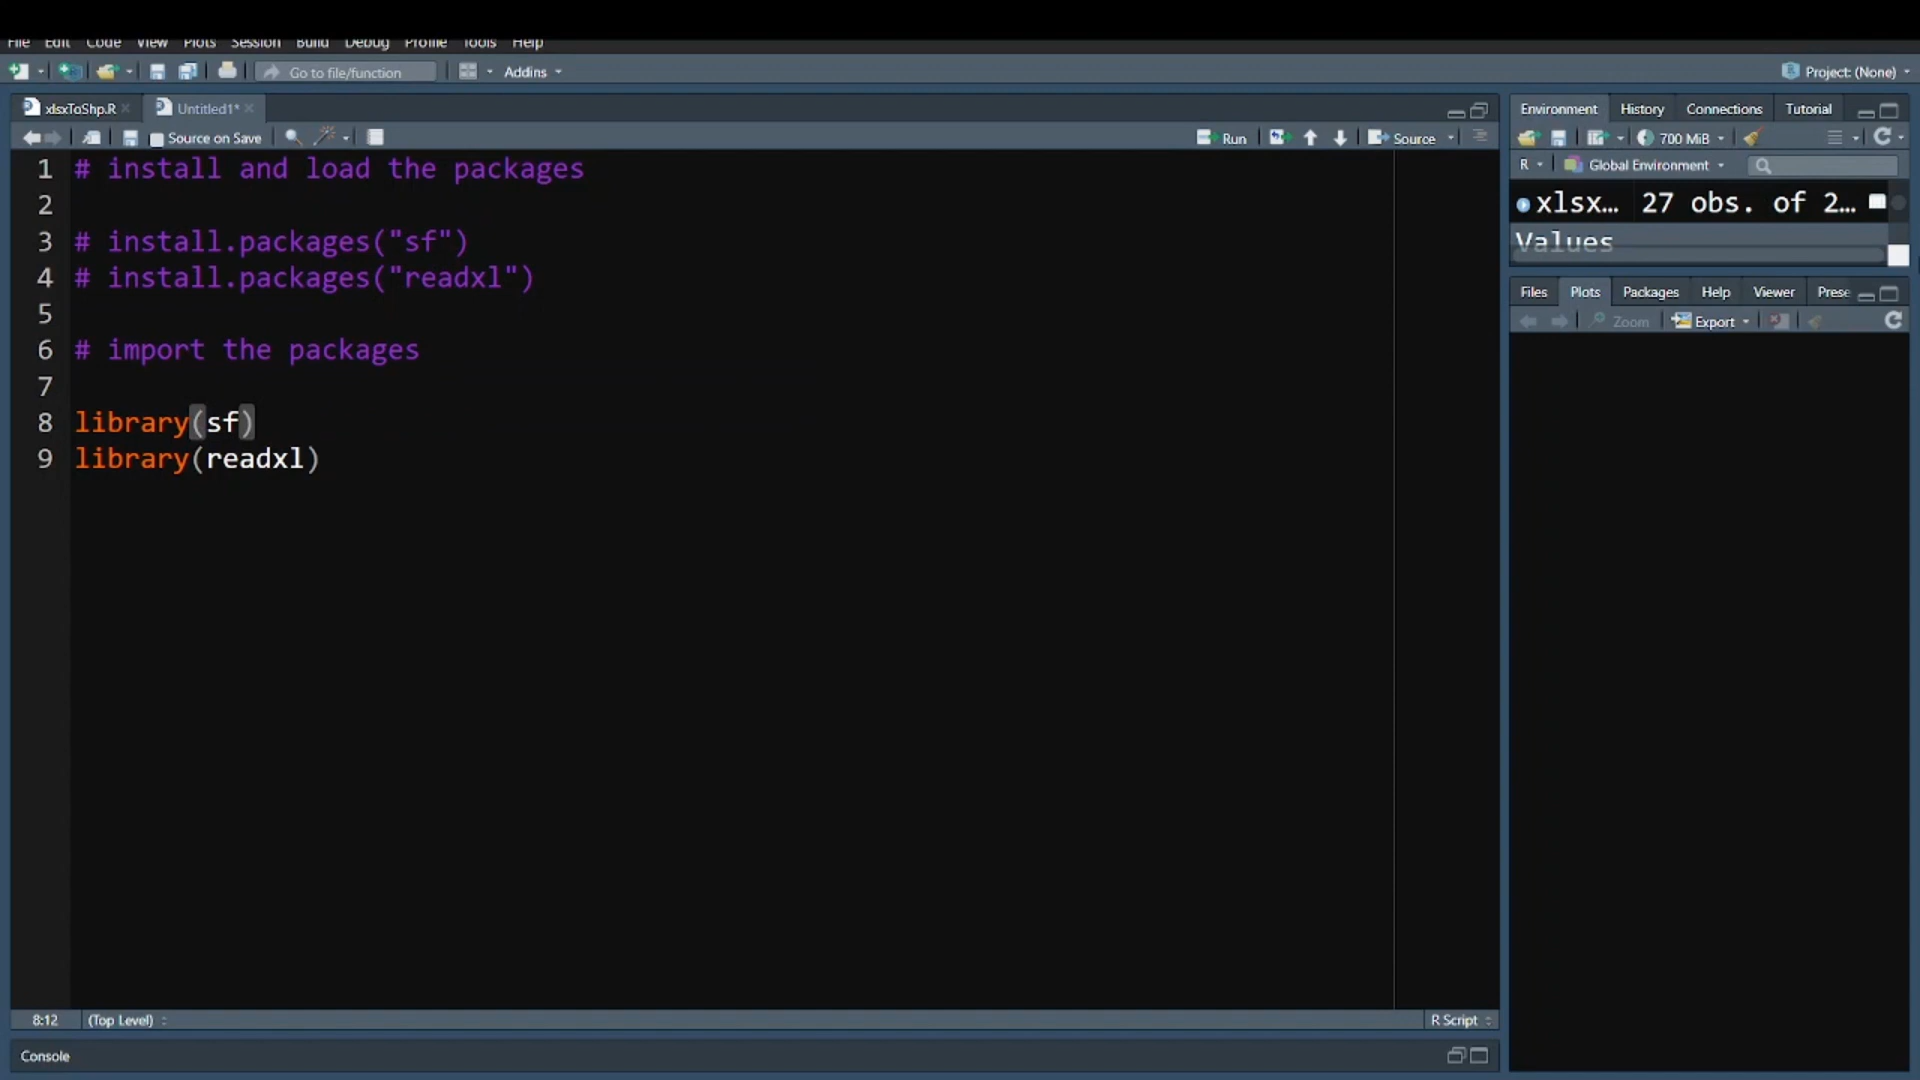 File Edit Code View Plots Session Build Debug Profile Tools Help
Go to file/function Addins Project: (None)
xlsxToShp.R Untitled1*
Source on Save Run Source
1 # install and load the packages
2
3 # install.packages("sf")
4 # install.packages("readxl")
5
6 # import the packages
7
8 library(sf)
9 library(readxl)
8:12 (Top Level) R Script
Console
Environment History Connections Tutorial
700 MiB
R Global Environment
xlsx... 27 obs. of 2...
Values
Files Plots Packages Help Viewer Prese
Zoom Export